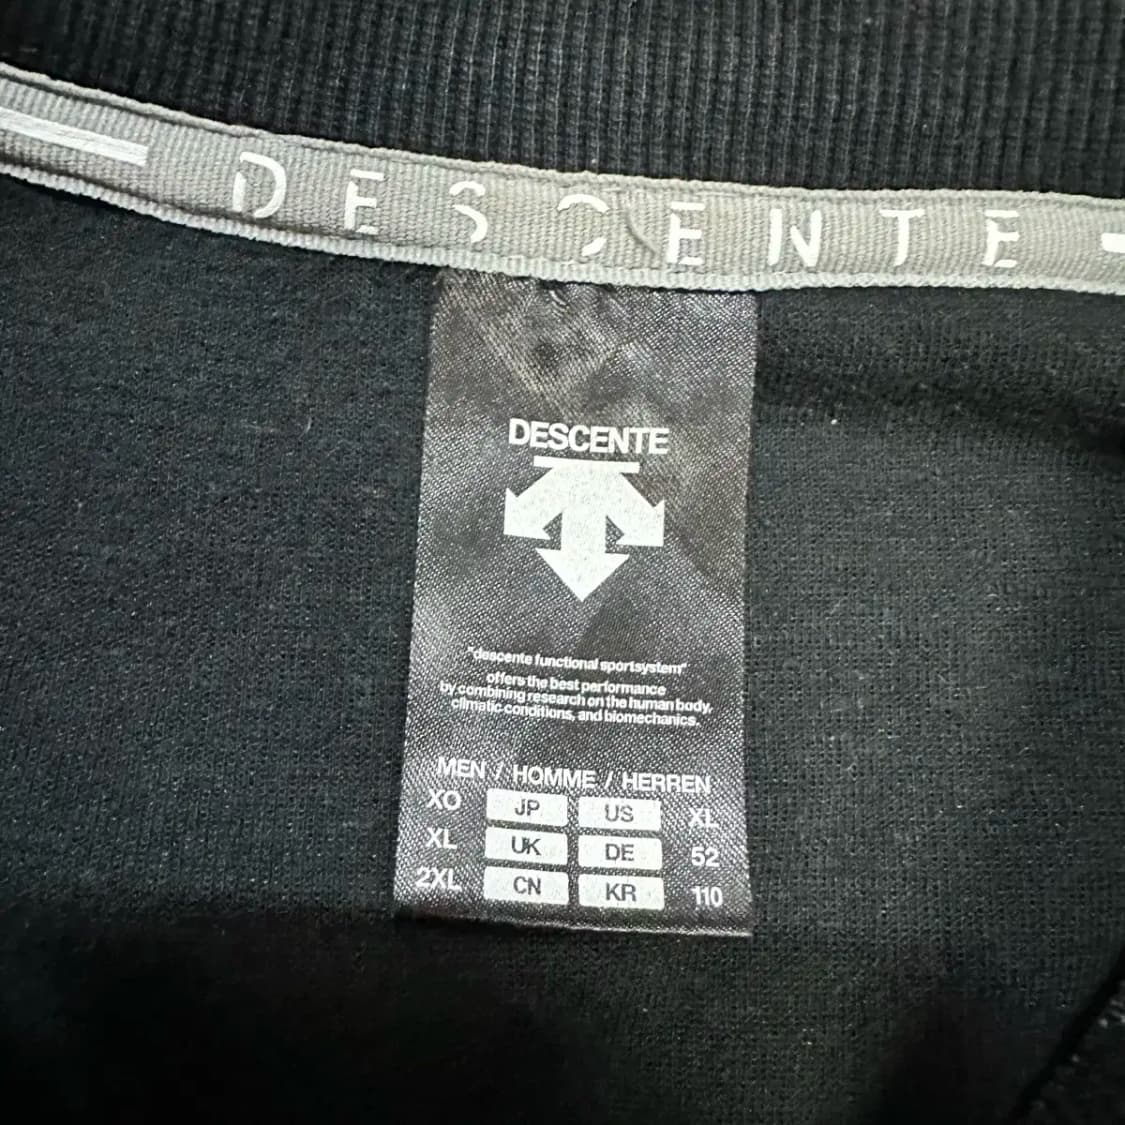 DESCENTE
DESCENTE
"descente functional sportsystem"
offers the best performance
by combining research on the human body,
climatic conditions, and biomechanics.
MEN / HOMME / HERREN
XO JP US XL
XL UK DE 52
2XL CN KR 110